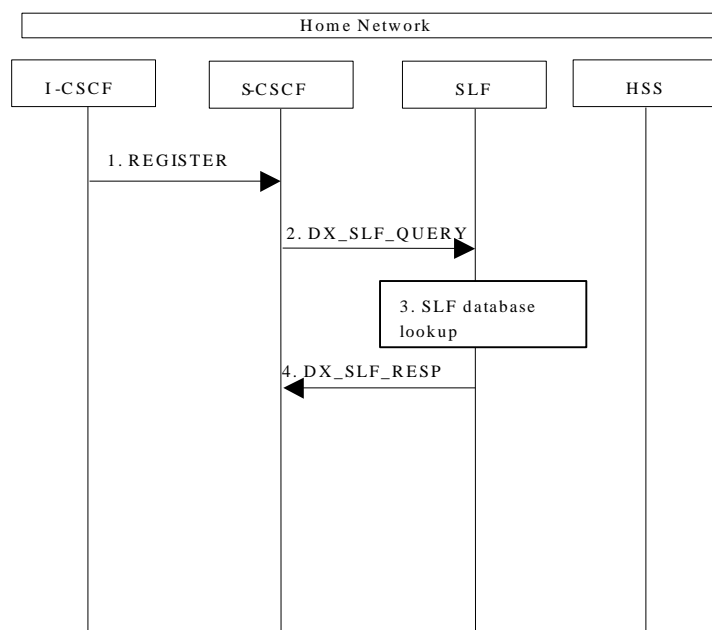 Home Network
I-CSCF
S-CSCF
SLF
HSS
1. REGISTER
2. DX_SLF_QUERY
3. SLF database
lookup
4. DX_SLF_RESP